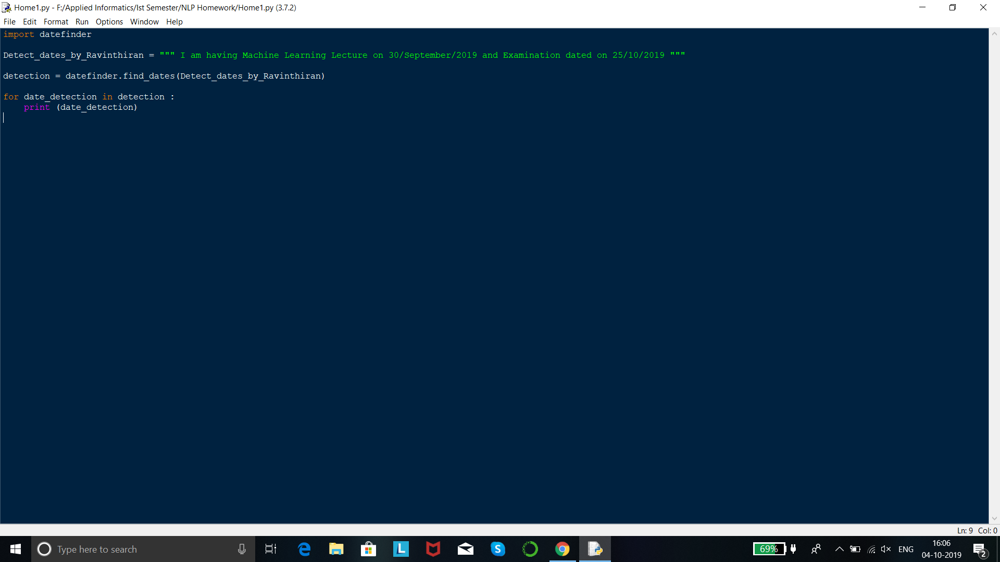 Home1.py - F:/Applied Informatics/Ist Semester/NLP Homework/Home1.py (3.7.2)
File Edit Format Run Options Window Help
import datefinder
Detect_dates_by_Ravinthiran = """ I am having Machine Learning Lecture on 30/September/2019 and Examination dated on 25/10/2019 """
detection = datefinder.find_dates(Detect_dates_by_Ravinthiran)
for date_detection in detection :
    print (date_detection)
Ln: 9 Col: 0
Type here to search
L
S
69%
ENG
16:06
04-10-2019
2